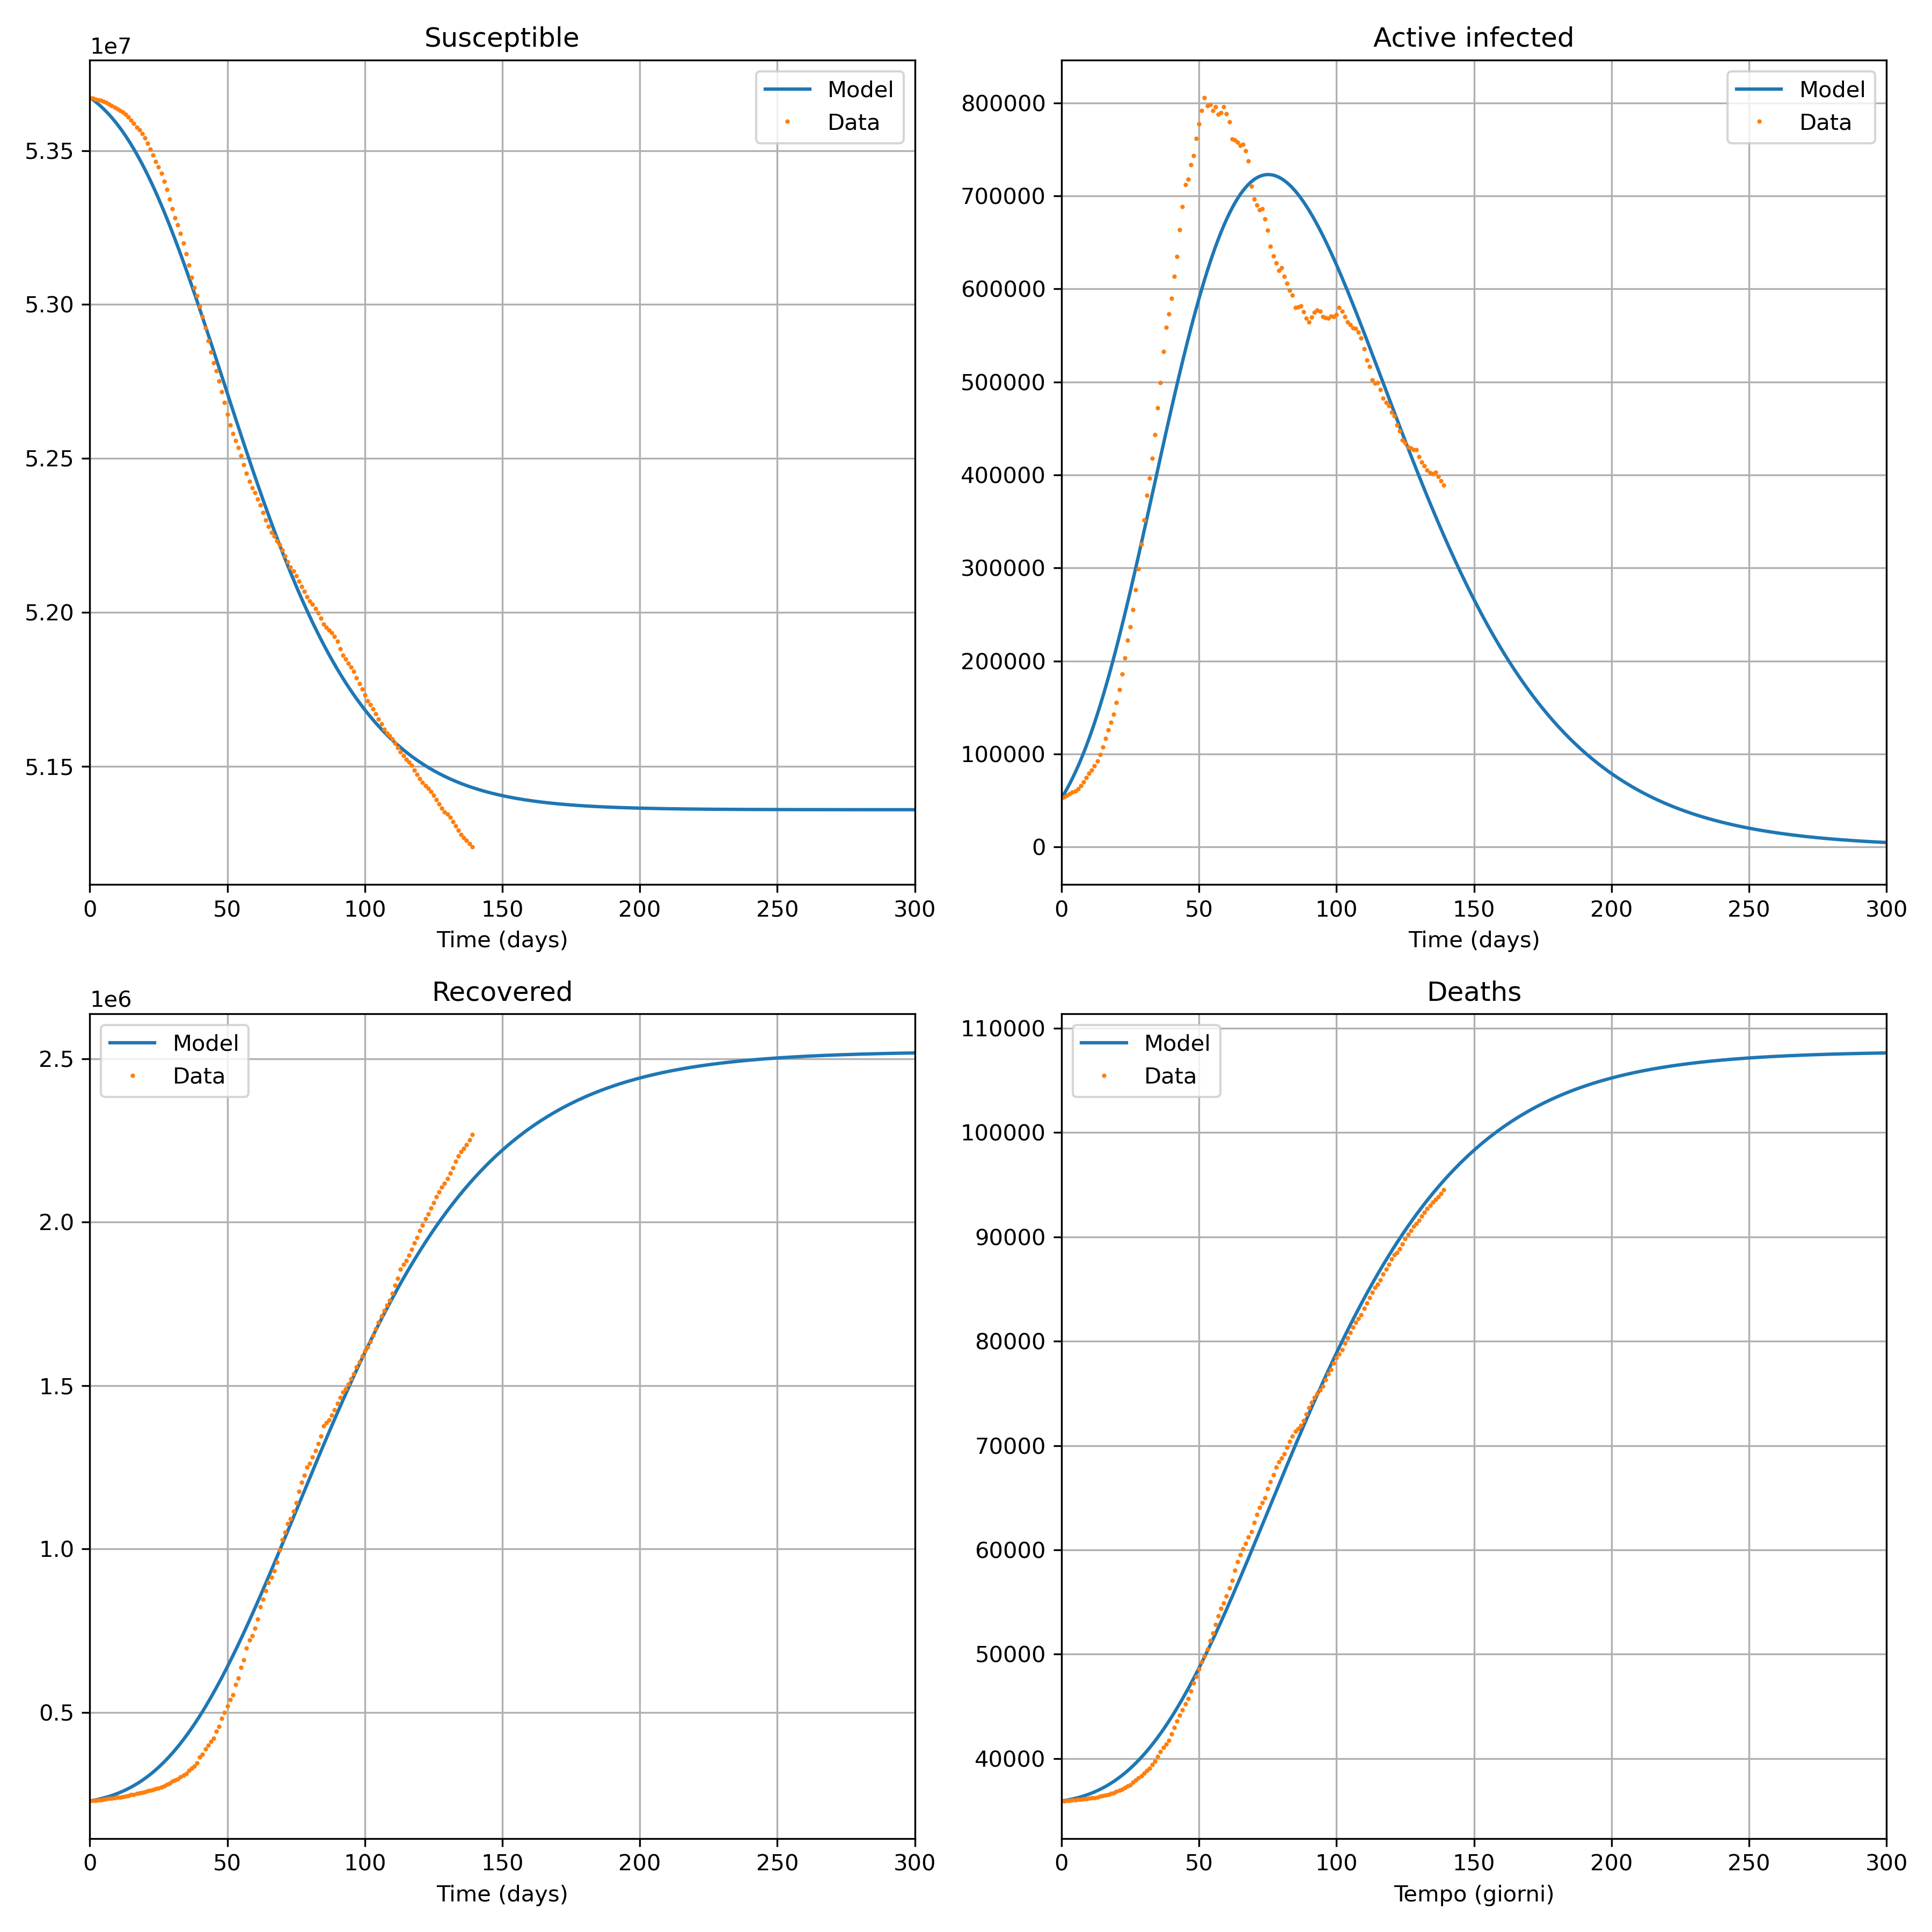 Susceptible
1e7
Model
Data
5.35
5.30
5.25
5.20
5.15
0 50 100 150 200 250 300
Time (days)
Active infected
Model
Data
800000
700000
600000
500000
400000
300000
200000
100000
0
0 50 100 150 200 250 300
Time (days)
Recovered
1e6
Model
Data
2.5
2.0
1.5
1.0
0.5
0 50 100 150 200 250 300
Time (days)
Deaths
Model
Data
110000
100000
90000
80000
70000
60000
50000
40000
0 50 100 150 200 250 300
Tempo (giorni)